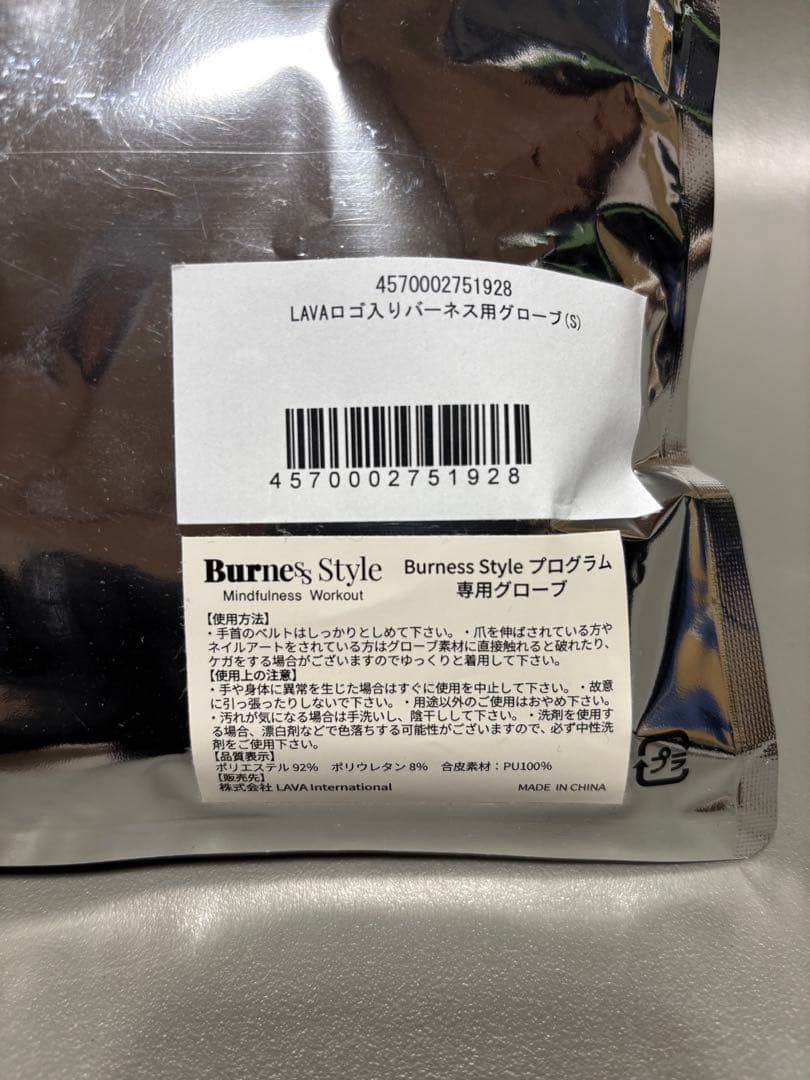 4570002751928
LAVAロゴ入りバーネス用グローブ(S)
4570002751928
Burness Style
Mindfulness Workout
Burness Style プログラム
専用グローブ
【使用方法】
・手首のベルトはしっかりとしめて下さい。・爪を伸ばされている方や
ネイルアートをされている方はグローブ素材に直接触れると破れたり、
ケガをする場合がございますのでゆっくりと着用して下さい。
【使用上の注意】
・手や身体に異常を生じた場合はすぐに使用を中止して下さい。・故意
に引っ張ったりしないで下さい。・用途以外のご使用はおやめ下さい。
・汚れが気になる場合は手洗いし、陰干しして下さい。・洗剤を使用す
る場合、漂白剤などで色落ちする可能性がございますので、必ず中性洗
剤をご使用下さい。
【品質表示】
ポリエステル 92% ポリウレタン 8% 合皮素材：PU100%
【販売先】
株式会社 LAVA International
MADE IN CHINA
プラ